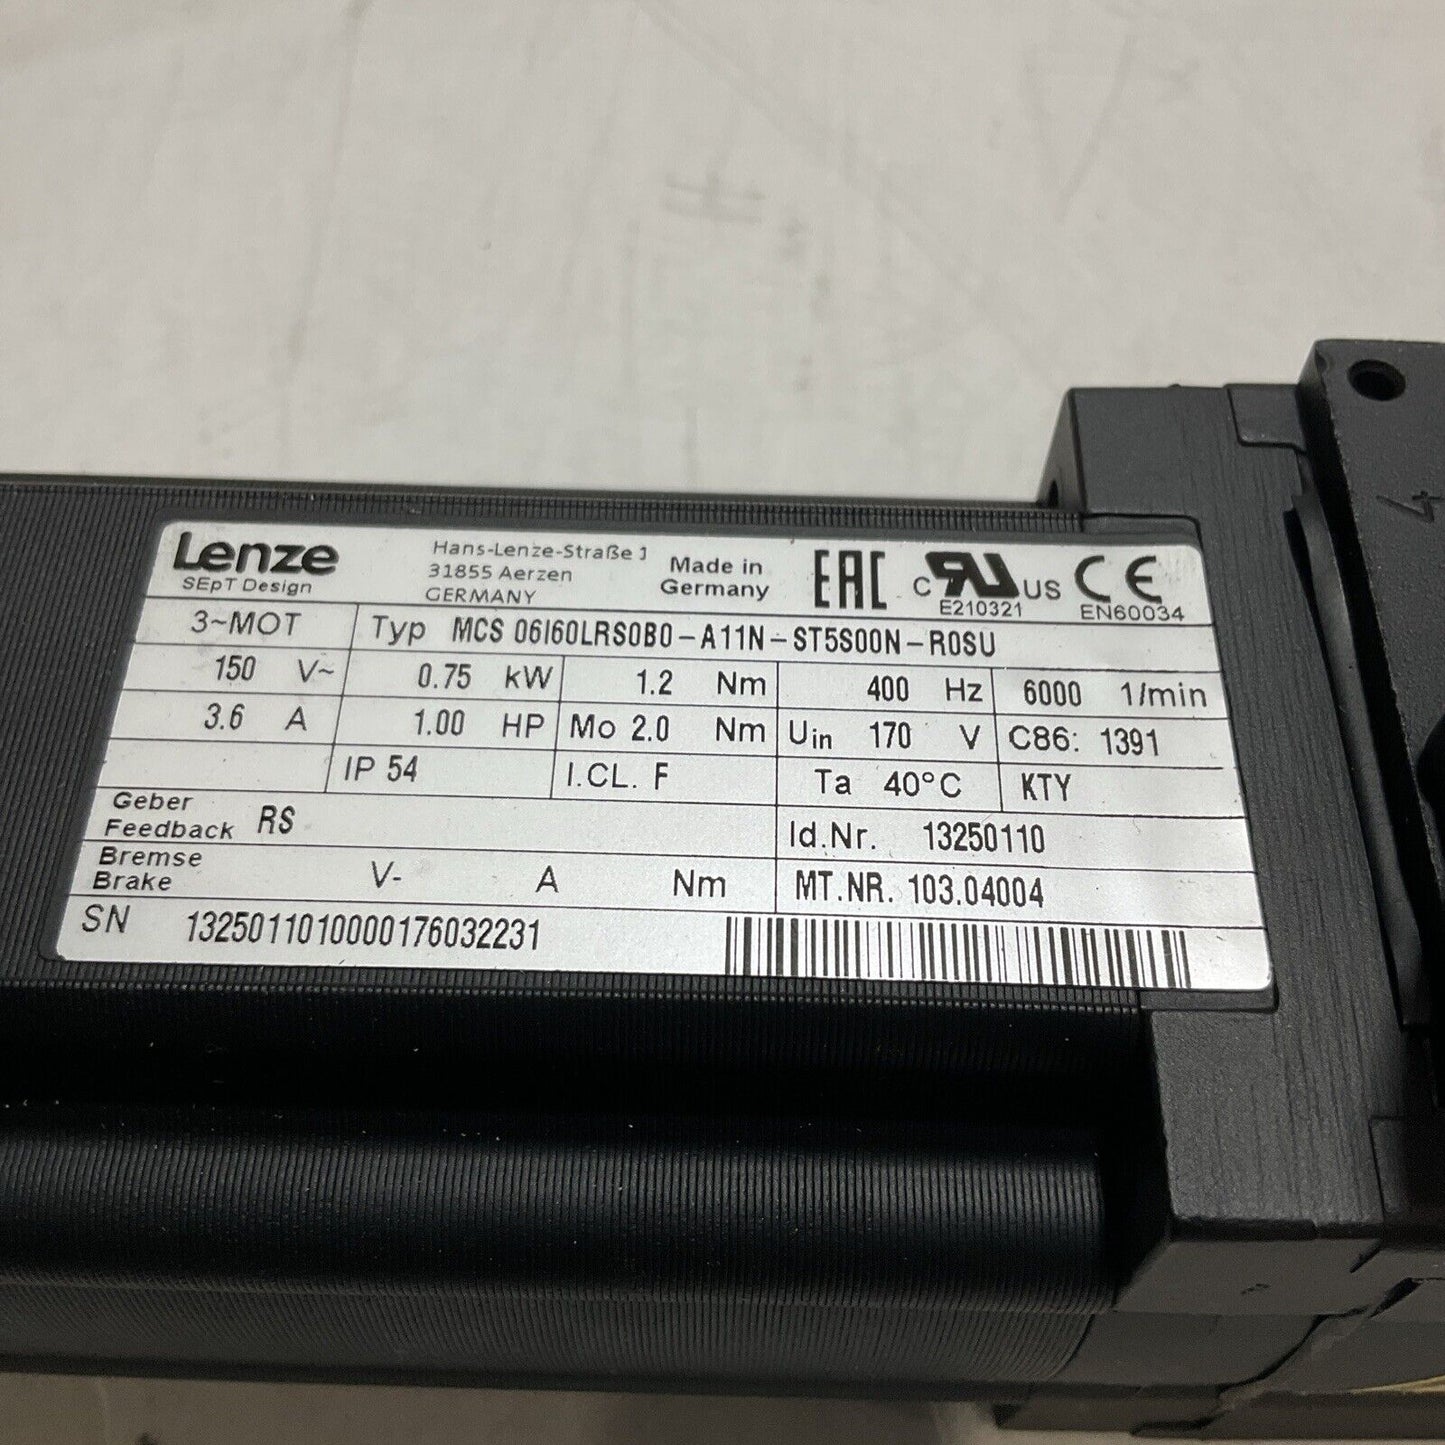 Lenze
SEpT Design
Hans-Lenze-Straße 1
31855 Aerzen
GERMANY
Made in
Germany
EAC
C RU US
E210321
CE
EN60034
3~MOT Typ MCS 06I60LRS0B0-A11N-ST5S00N-R0SU
150 V~ 0.75 kW 1.2 Nm 400 Hz 6000 1/min
3.6 A 1.00 HP Mo 2.0 Nm Uin 170 V C86: 1391
IP 54 I.CL. F Ta 40°C KTY
Geber
Feedback RS
Id.Nr. 13250110
Bremse
Brake V- A Nm
MT.NR. 103.04004
SN 1325011010000176032231
4